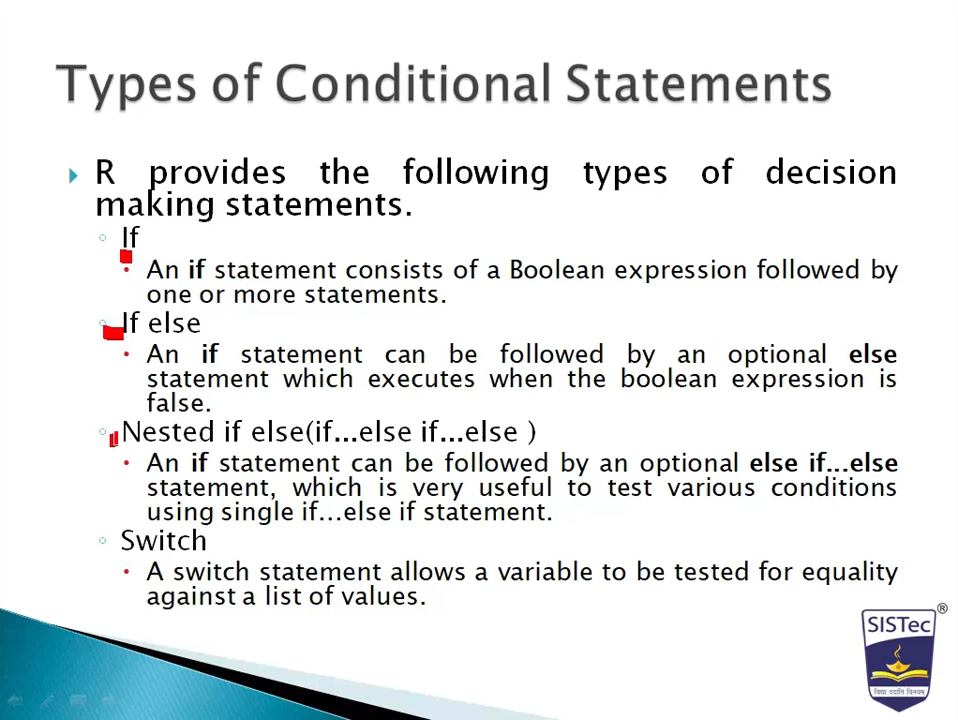 Types of Conditional Statements
R provides the following types of decision
making statements.
If
An if statement consists of a Boolean expression followed by
one or more statements.
If else
An if statement can be followed by an optional else
statement which executes when the boolean expression is
false.
Nested if else(if...else if...else )
An if statement can be followed by an optional else if...else
statement, which is very useful to test various conditions
using single if...else if statement.
Switch
A switch statement allows a variable to be tested for equality
against a list of values.
SISTec
®
विद्या ददाति विनयम्